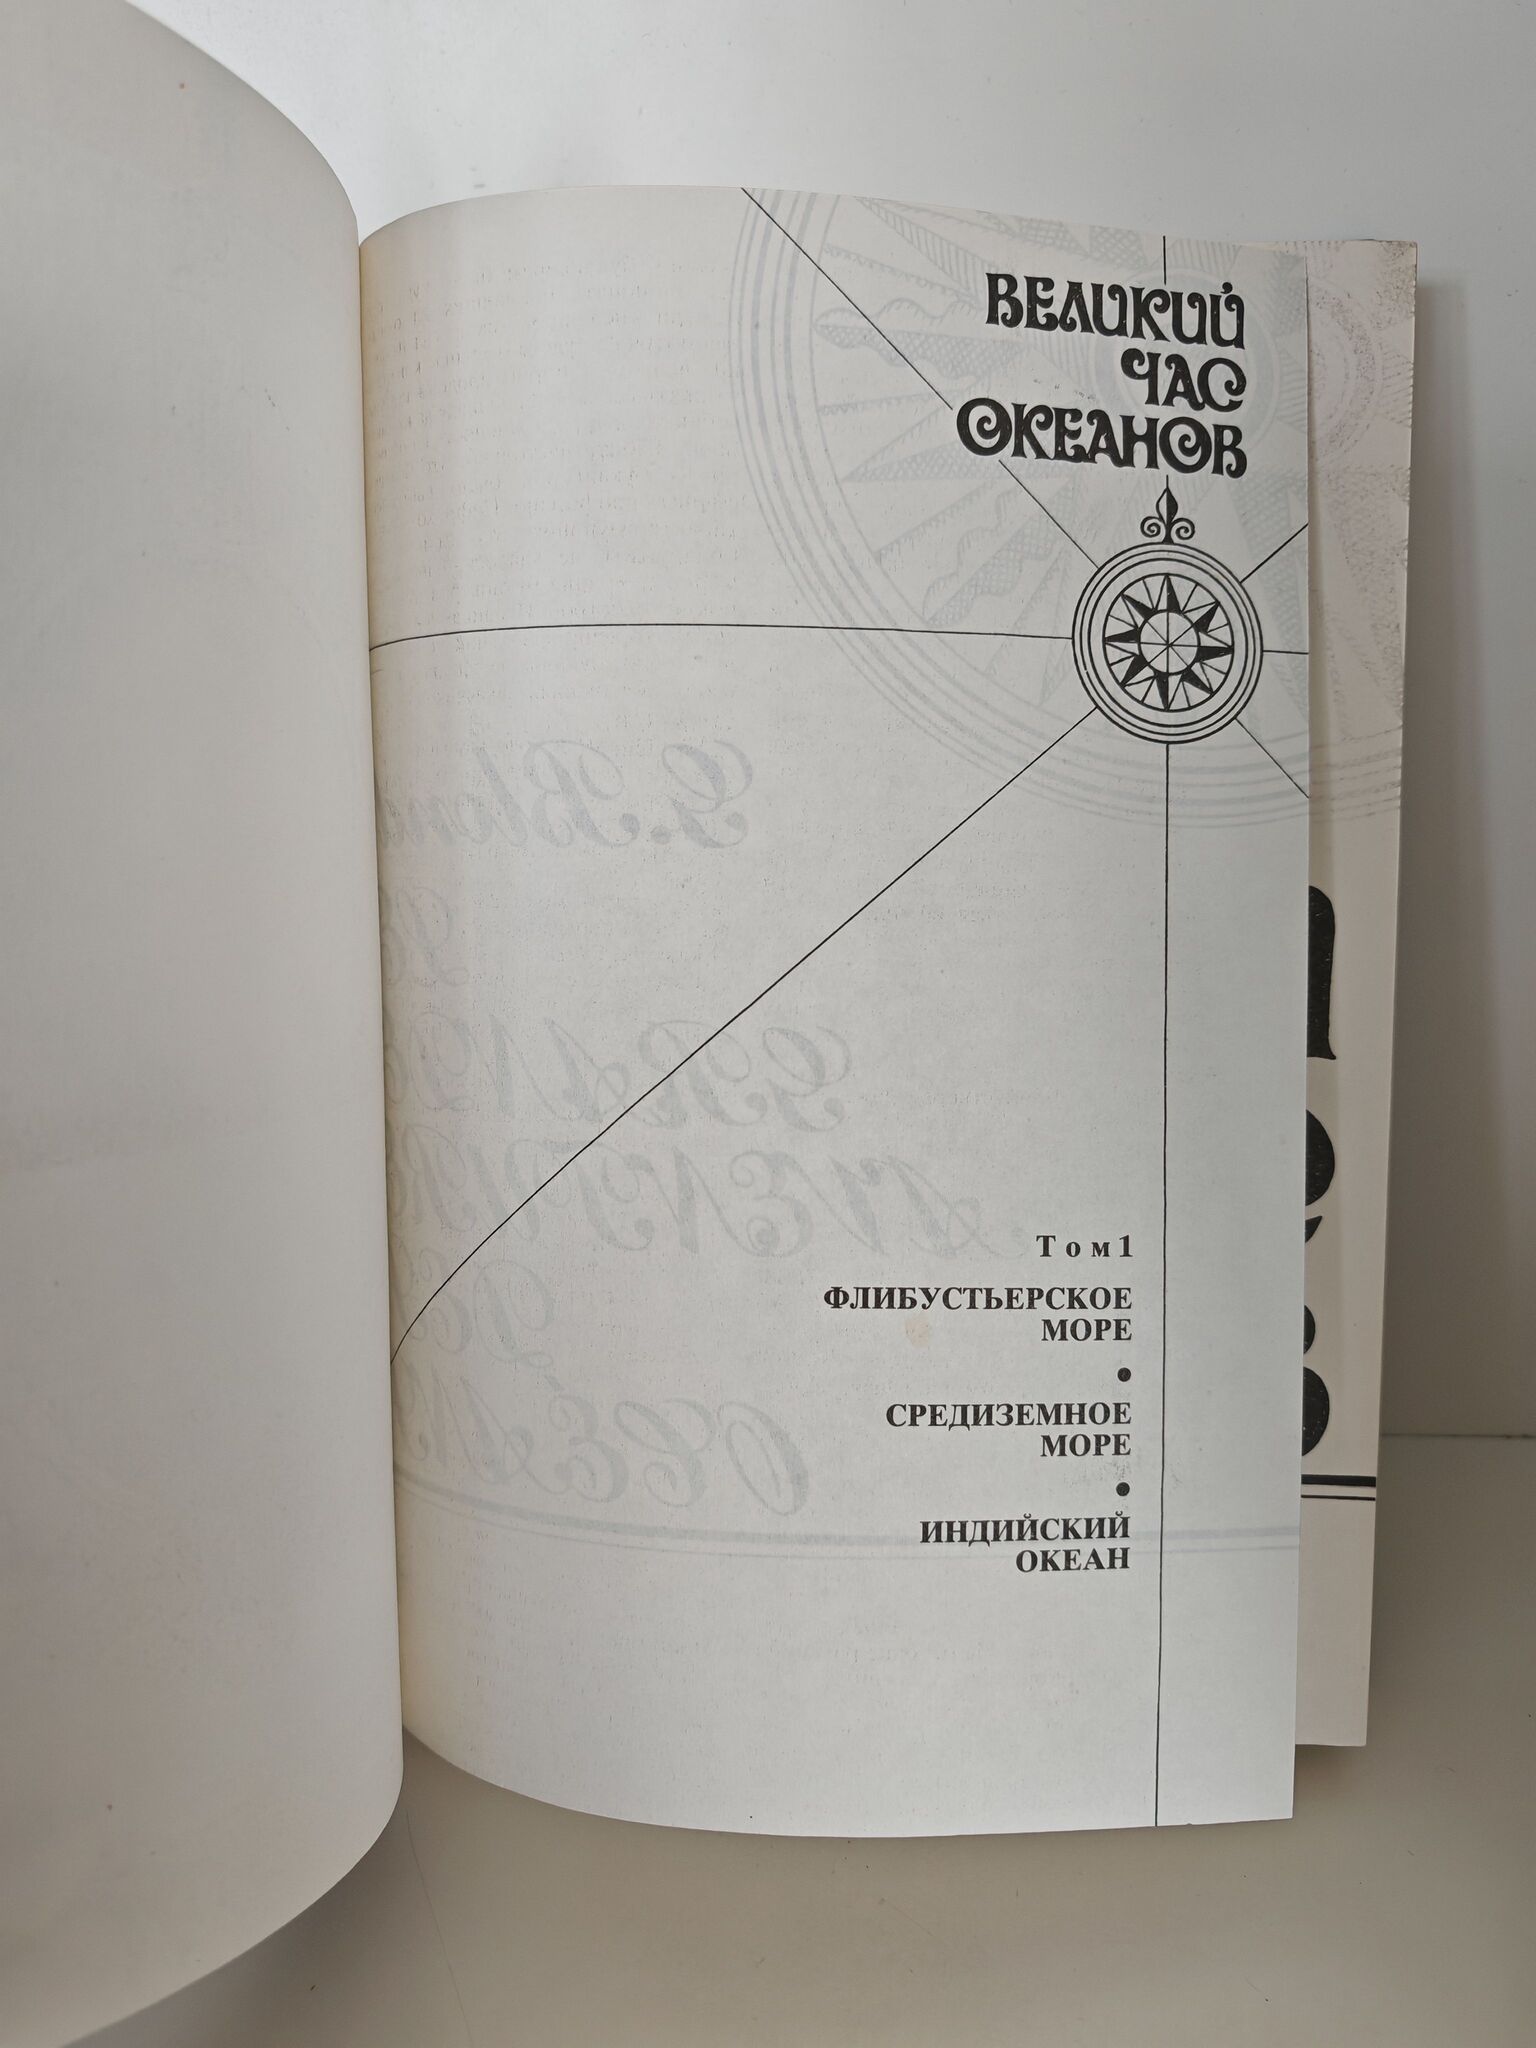 ВЕЛИКИЙ
ЧАС
ОКЕАНОВ
Том 1
ФЛИБУСТЬЕРСКОЕ
МОРЕ
•
СРЕДИЗЕМНОЕ
МОРЕ
•
ИНДИЙСКИЙ
ОКЕАН